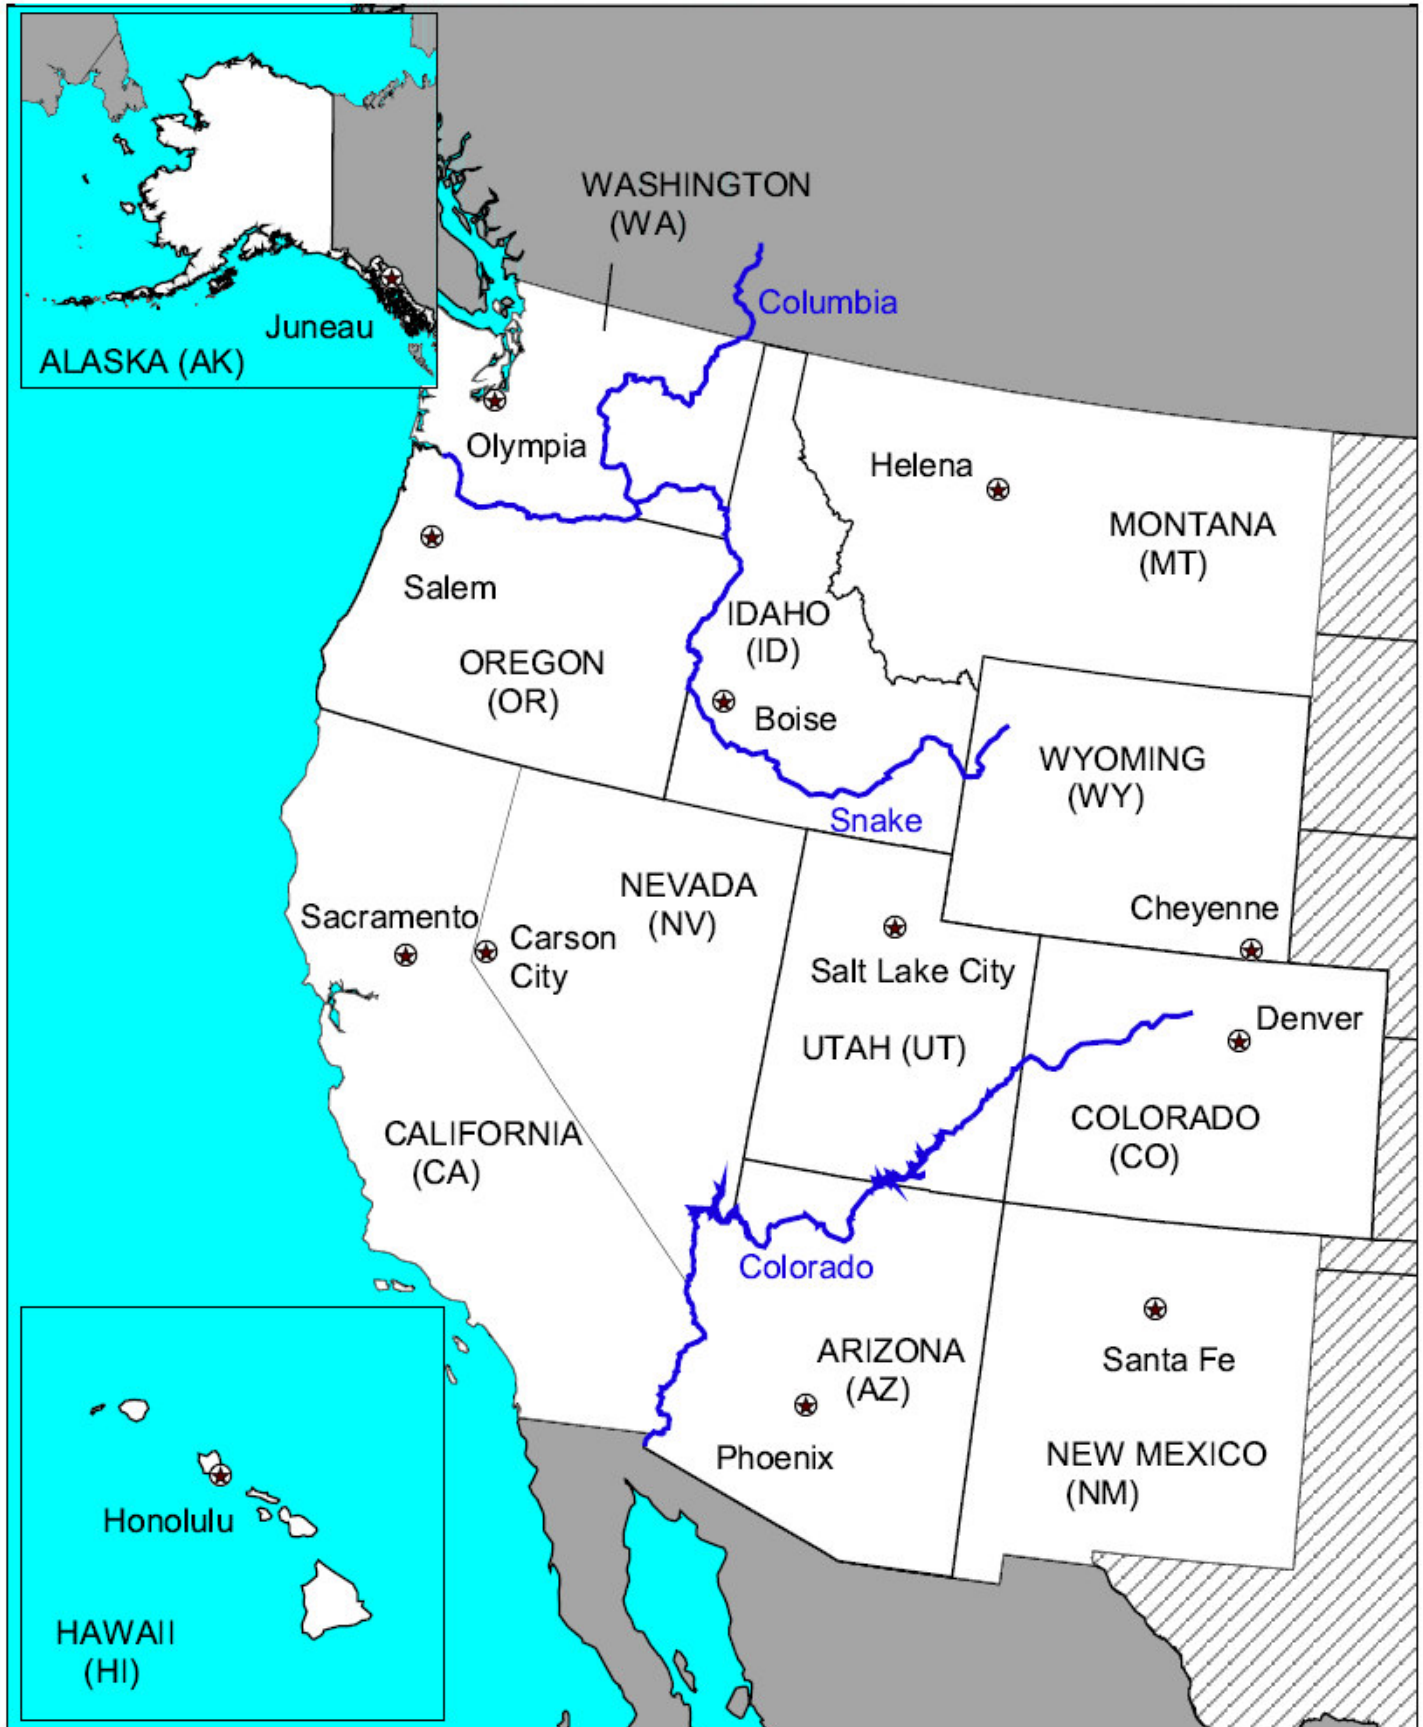 WASHINGTON
(WA)
Columbia
Juneau
ALASKA (AK)
Olympia
Helena
MONTANA
(MT)
Salem
IDAHO
(ID)
OREGON
(OR)
Boise
WYOMING
(WY)
Snake
NEVADA
(NV)
Cheyenne
Sacramento
Carson
City
Salt Lake City
Denver
UTAH (UT)
COLORADO
(CO)
CALIFORNIA
(CA)
Colorado
ARIZONA
(AZ)
Santa Fe
Phoenix
NEW MEXICO
(NM)
Honolulu
HAWAII
(HI)